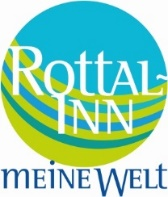 ROTTAL-
INN
MEINE WELT